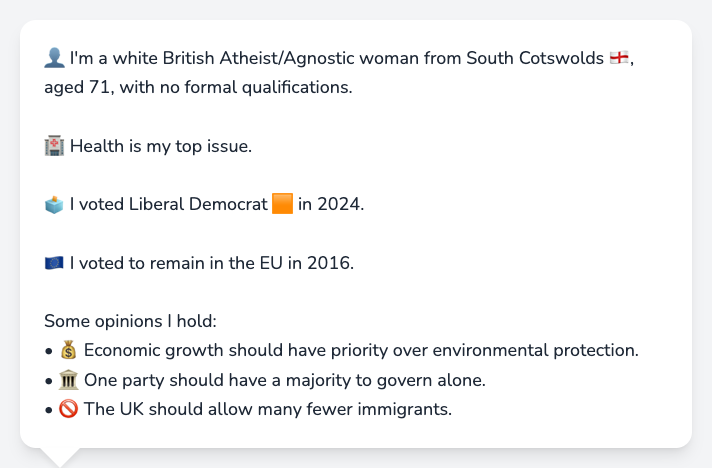 👤 I'm a white British Atheist/Agnostic woman from South Cotswolds 🏴󠁧󠁢󠁥󠁮󠁧󠁿,
aged 71, with no formal qualifications.
🏥 Health is my top issue.
🗳️ I voted Liberal Democrat 🟧 in 2024.
🇪🇺 I voted to remain in the EU in 2016.
Some opinions I hold:
• 💰 Economic growth should have priority over environmental protection.
• 🏛️ One party should have a majority to govern alone.
• 🚫 The UK should allow many fewer immigrants.